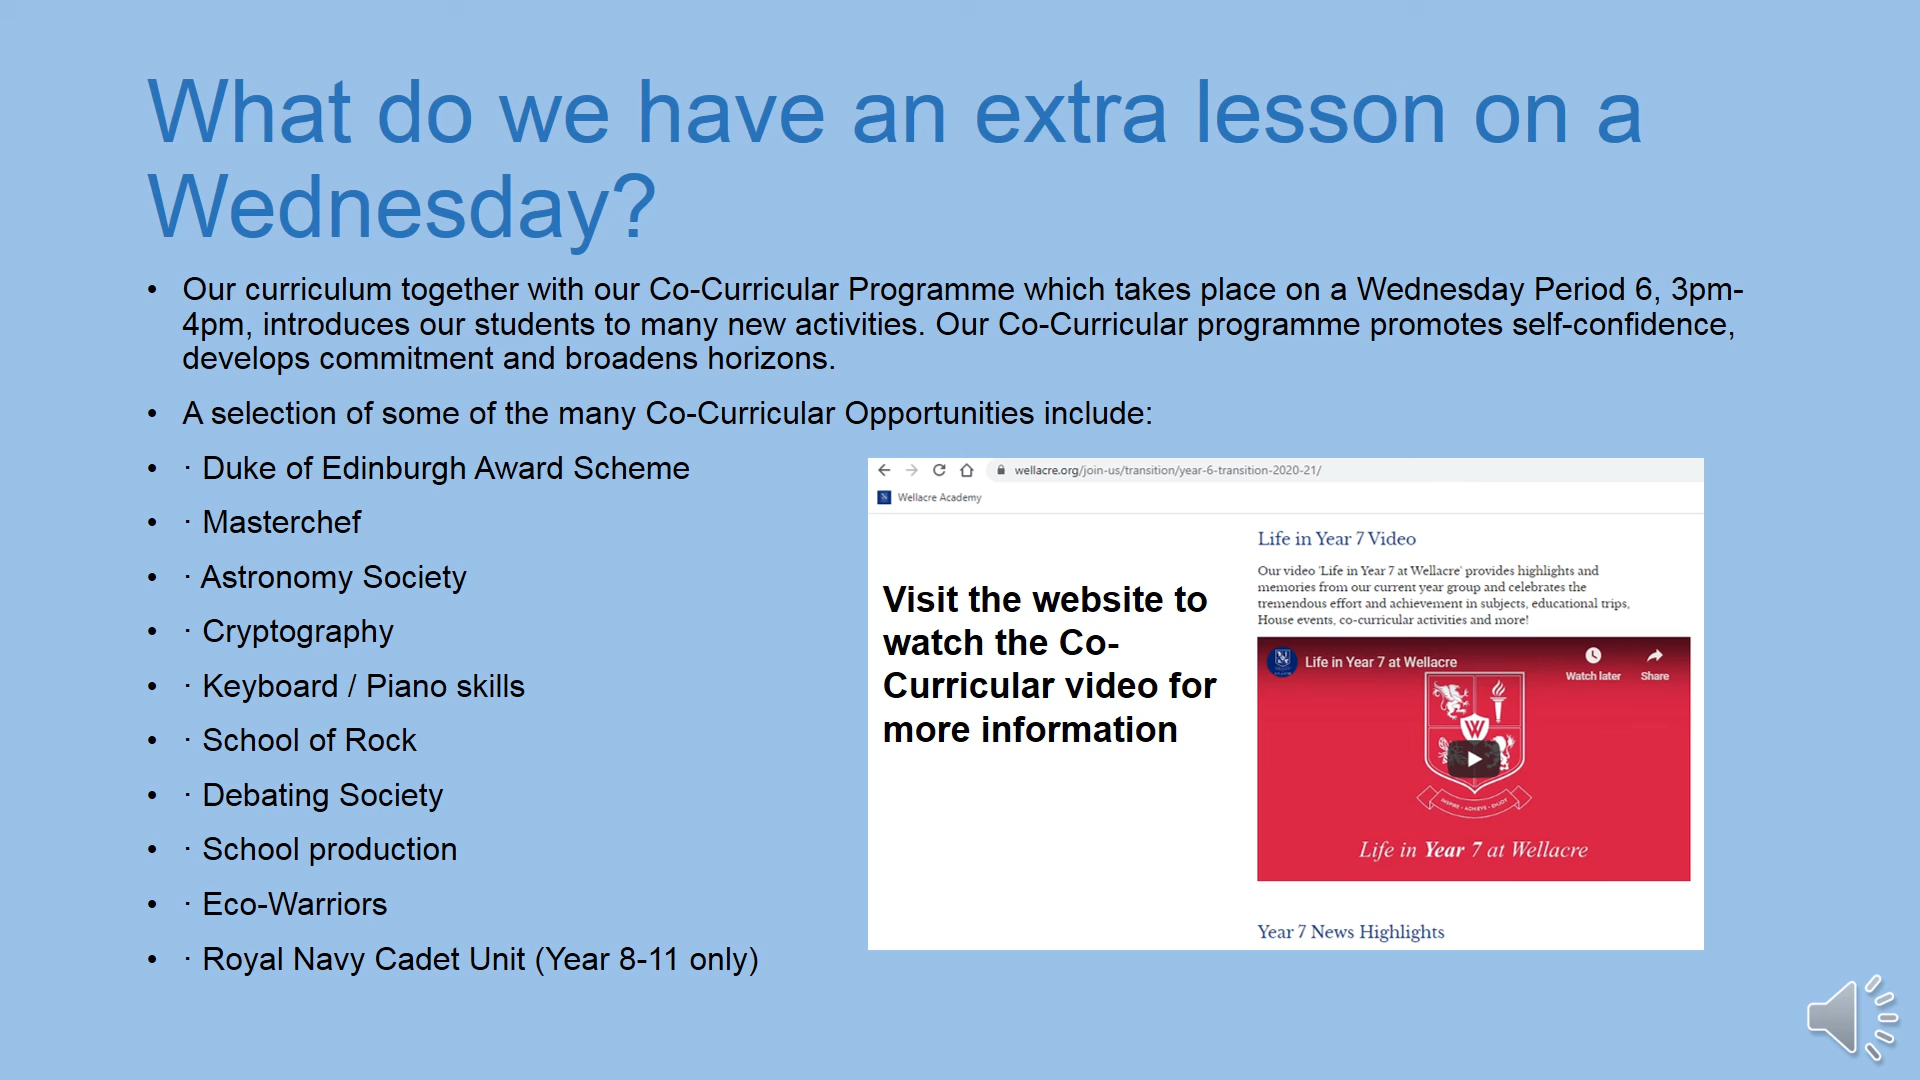 What do we have an extra lesson on a
Wednesday?
• Our curriculum together with our Co-Curricular Programme which takes place on a Wednesday Period 6, 3pm-
4pm, introduces our students to many new activities. Our Co-Curricular programme promotes self-confidence,
develops commitment and broadens horizons.
• A selection of some of the many Co-Curricular Opportunities include:
• · Duke of Edinburgh Award Scheme
• · Masterchef
• · Astronomy Society
• · Cryptography
• · Keyboard / Piano skills
• · School of Rock
• · Debating Society
• · School production
• · Eco-Warriors
• · Royal Navy Cadet Unit (Year 8-11 only)
wellacre.org/join-us/transition/year-6-transition-2020-21/
Wellacre Academy
Visit the website to
watch the Co-
Curricular video for
more information
Life in Year 7 Video
Our video 'Life in Year 7 at Wellacre' provides highlights and
memories from our current year group and celebrates the
tremendous effort and achievement in subjects, educational trips,
House events, co-curricular activities and more!
Life in Year 7 at Wellacre
Watch later
Share
W
INSPIRE • ACHIEVE • ENJOY
Life in Year 7 at Wellacre
Year 7 News Highlights